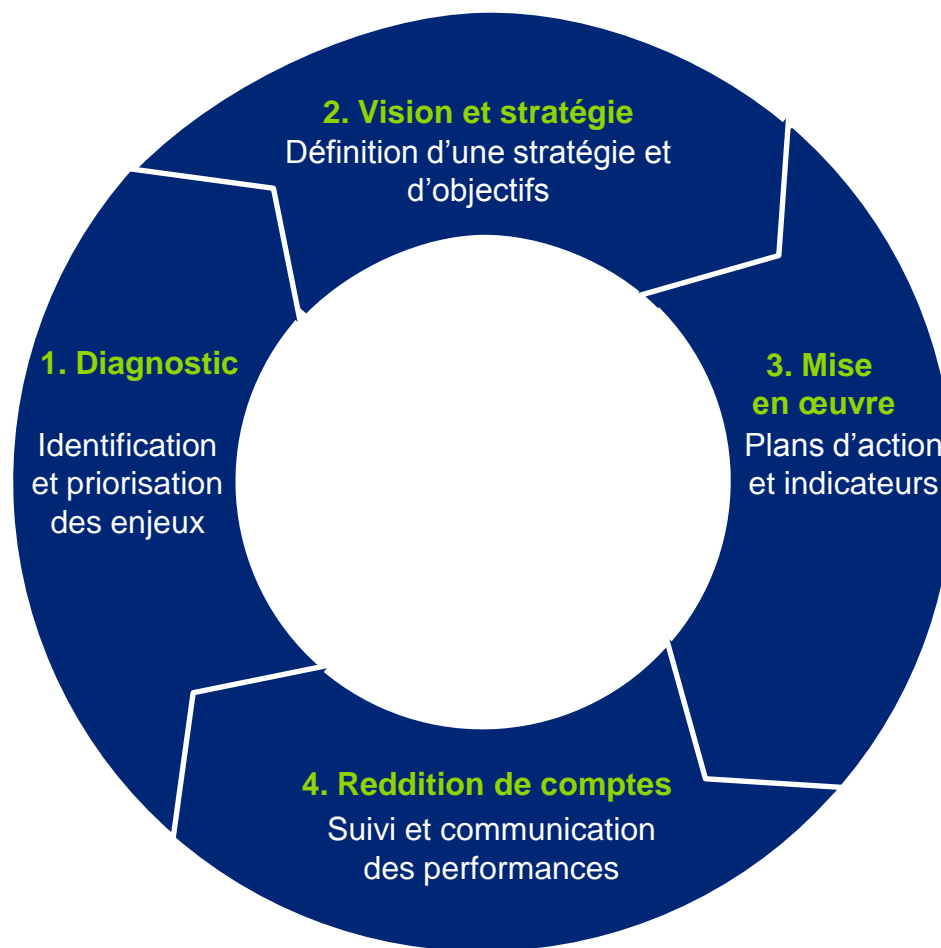 2. Vision et stratégie
Définition d’une stratégie et
d’objectifs
1. Diagnostic
Identification
et priorisation
des enjeux
3. Mise
en œuvre
Plans d’action
et indicateurs
4. Reddition de comptes
Suivi et communication
des performances